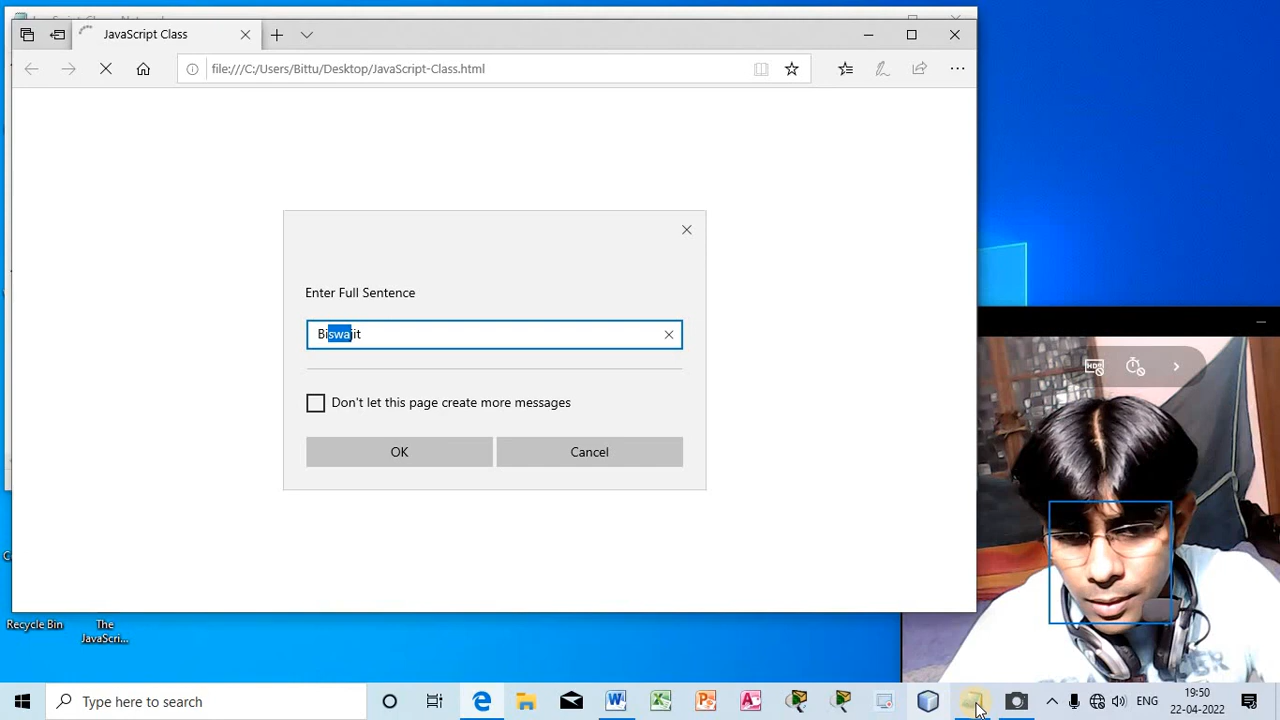 JavaScript Class
file:///C:/Users/Bittu/Desktop/JavaScript-Class.html
Enter Full Sentence
Biswajit
Don't let this page create more messages
OK Cancel
HDR
Recycle Bin
The JavaScri...
Type here to search
ENG
19:50
22-04-2022